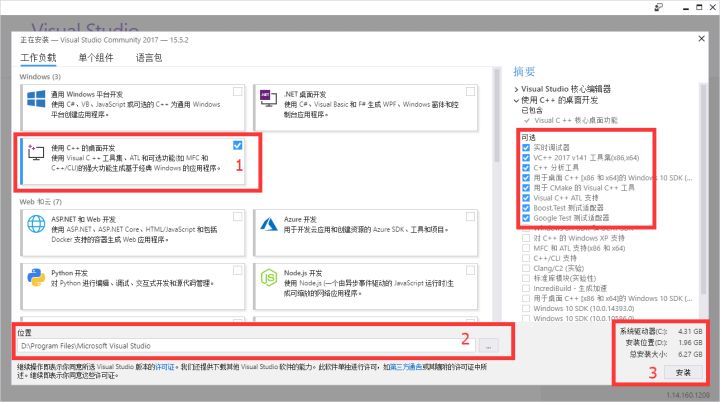 Visual Studio
正在安装 — Visual Studio Community 2017 — 15.5.2
工作负载 单个组件 语言包
Windows (3)
通用 Windows 平台开发
使用 C#、VB、JavaScript 或可选的 C++ 为通用 Windows
平台创建应用程序。
.NET 桌面开发
使用 C#、Visual Basic 和 F# 生成 WPF、Windows 窗体和控
制台应用程序。
使用 C++ 的桌面开发
使用 Visual C++ 工具集、ATL 和可选功能(如 MFC 和
C++/CLI)的强大功能生成基于经典 Windows 的应用程序。
1
Web 和云 (7)
ASP.NET 和 Web 开发
使用 ASP.NET、ASP.NET Core、HTML/JavaScript 和包括
Docker 支持的容器生成 Web 应用程序。
Azure 开发
用于开发云应用和创建资源的 Azure SDK、工具和项目。
Python 开发
对 Python 进行编辑、调试、交互式开发和源代码管理。
Node.js 开发
使用 Node.js (一个由异步事件驱动的 JavaScript 运行时)生
成可缩放的网络应用程序。
位置
D:\Program Files\Microsoft Visual Studio
...
2
继续操作即表示你同意所选 Visual Studio 版本的许可证。我们还提供下载其他 Visual Studio 软件的能力。此软件单独进行许可，如第三方通告或其随附的许可证中所
述。继续即表示你同意这些许可证。
摘要
Visual Studio 核心编辑器
使用 C++ 的桌面开发
已包含
Visual C++ 核心桌面功能
可选
实时调试器
VC++ 2017 v141 工具集(x86,x64)
C++ 分析工具
用于桌面 C++ [x86 和 x64]的 Windows 10 SDK (...
用于 CMake 的 Visual C++ 工具
Visual C++ ATL 支持
Boost.Test 测试适配器
Google Test 测试适配器
对 C++ 的 Windows XP 支持
MFC 和 ATL 支持(x86 和 x64)
C++/CLI 支持
Clang/C2 (实验)
标准库模块(实验性)
IncrediBuild - 生成加速
Windows 10 SDK (10.0.14393.0)
Windows 10 SDK (10.0.10586.0)
系统驱动器(C:) 4.31 GB
安装位置(D:) 1.96 GB
总安装大小: 6.27 GB
3
安装
1.14.160.1208